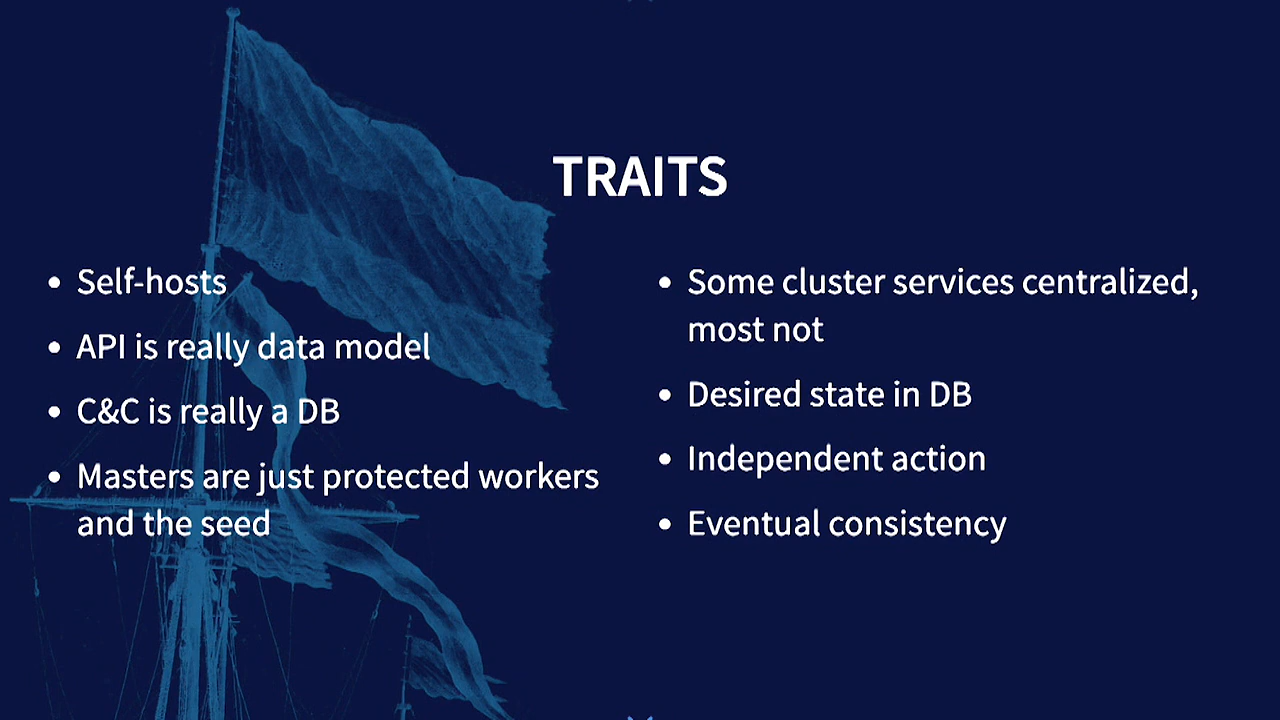 TRAITS
Self-hosts
API is really data model
C&C is really a DB
Masters are just protected workers
and the seed
Some cluster services centralized,
most not
Desired state in DB
Independent action
Eventual consistency